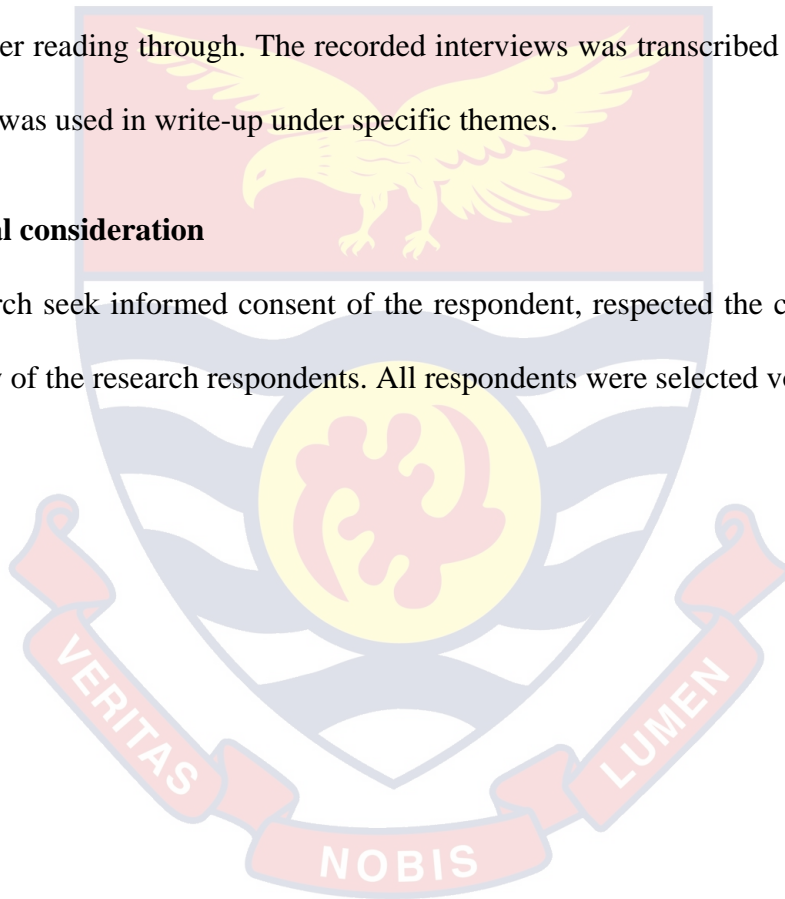 er reading through. The recorded interviews was transcribed
was used in write-up under specific themes.
al consideration
rch seek informed consent of the respondent, respected the c
y of the research respondents. All respondents were selected v
VERITAS
NOBIS
LUMEN